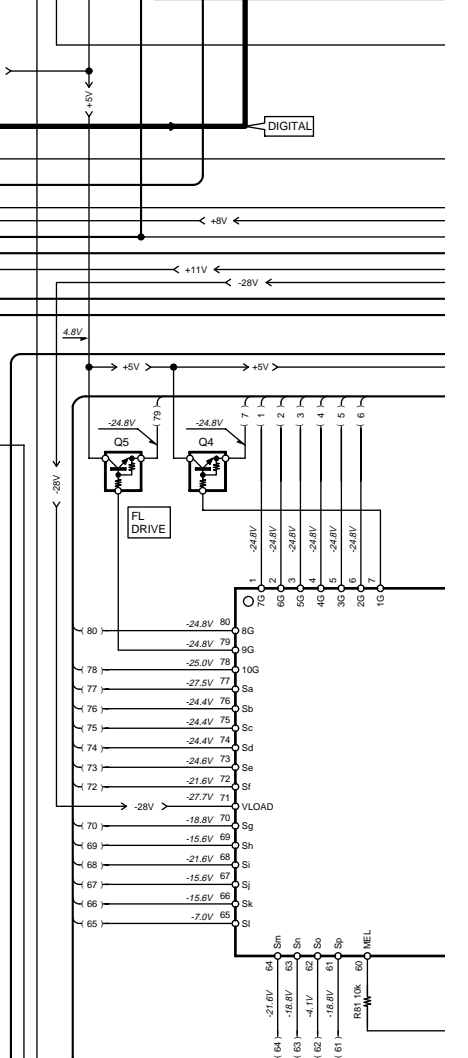 +5V
DIGITAL
+8V
+11V
-28V
4.8V
+5V
+5V
79
7
1
2
3
4
5
6
-24.8V
-24.8V
Q5
Q4
-28V
FL
DRIVE
-24.8V
-24.8V
-24.8V
-24.8V
-24.8V
-24.8V
1
2
3
4
5
6
7
7G
6G
5G
4G
3G
2G
1G
80
-24.8V
80
8G
-24.8V
79
9G
78
-25.0V
78
10G
77
-27.5V
77
Sa
76
-24.4V
76
Sb
75
-24.4V
75
Sc
74
-24.4V
74
Sd
73
-24.6V
73
Se
72
-21.6V
72
Sf
-28V
-27.7V
71
VLOAD
70
-18.8V
70
Sg
69
-15.6V
69
Sh
68
-21.6V
68
Si
67
-15.6V
67
Sj
66
-15.6V
66
Sk
65
-7.0V
65
Sl
Sm
Sn
So
Sp
MEL
64
63
62
61
60
-21.6V
-18.8V
-4.1V
-18.8V
R81 10k
64
63
62
61